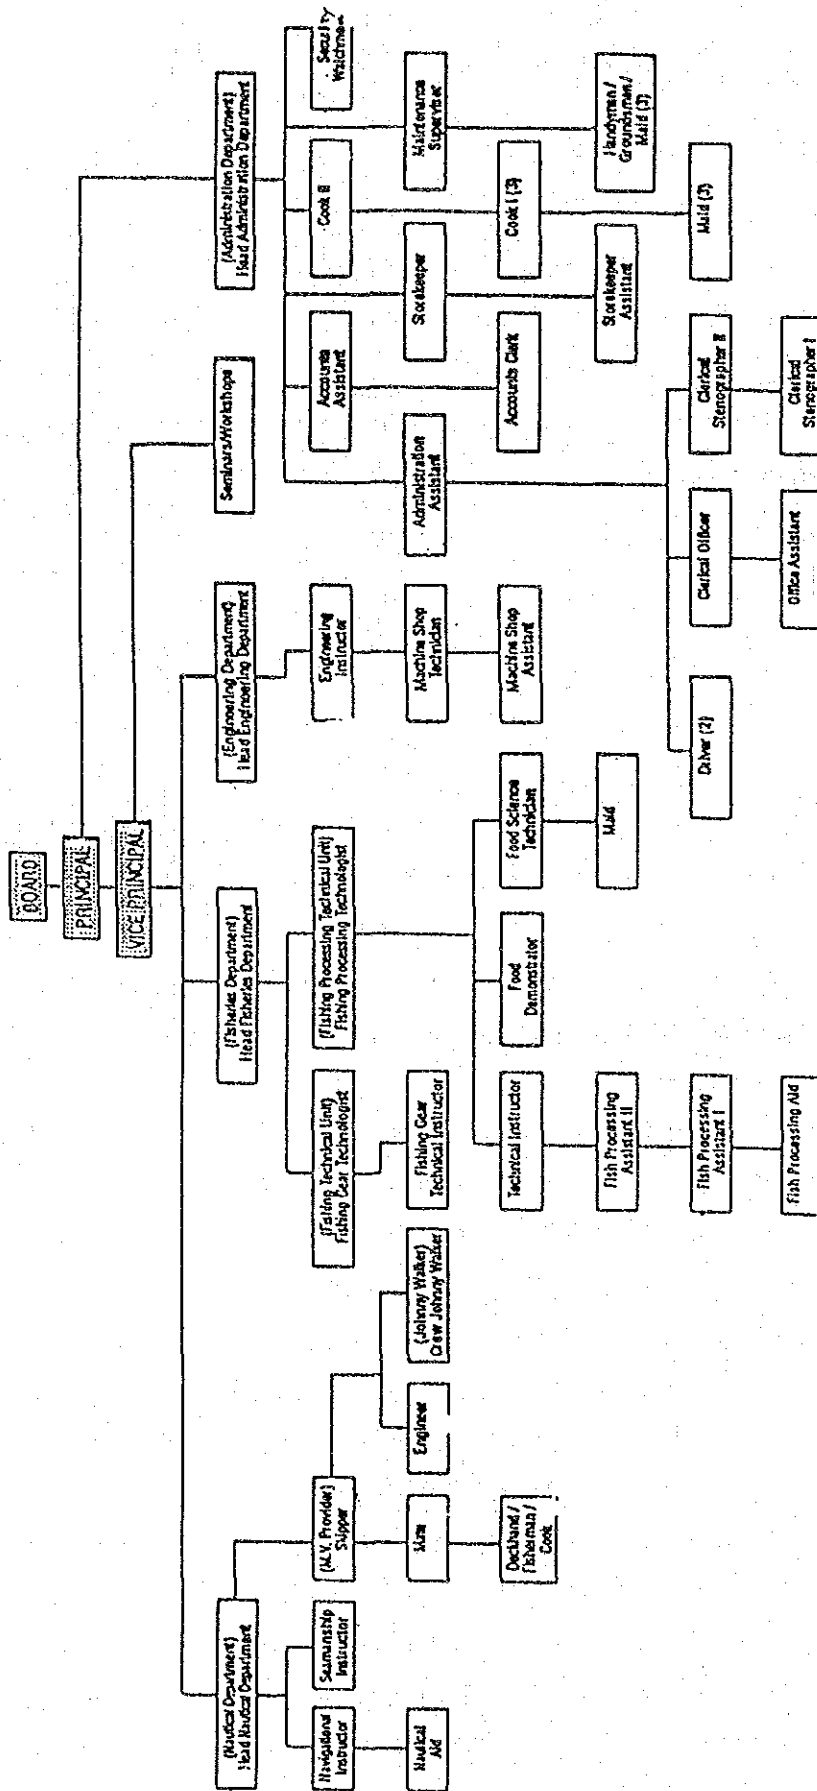 BOARD
PRINCIPAL
VICE PRINCIPAL
(Nautical Department)
Head Nautical Department
(Fisheries Department)
Head Fisheries Department
(Engineering Department)
Head Engineering Department
Seminars/Workshops
(Administration Department)
Head Administration Department
Navigational
Instructor
Seamanship
Instructor
(M.V. Provider)
Skipper
(Fishing Technical Unit)
Fishing Gear Technologist
(Fishing Processing Technical Unit)
Fishing Processing Technologist
Engineering
Instructor
Accounts
Assistant
Cook II
Security
Watchmen
Nautical
Aid
Mate
Engineer
(Johnny Walker)
Crew Johnny Walker
Fishing Gear
Technical Instructor
Machine Shop
Technician
Administration
Assistant
Storekeeper
Maintenance
Supervisor
Deckhand /
Fisherman /
Cook
Technical Instructor
Food
Demonstrator
Food Science
Technician
Machine Shop
Assistant
Accounts Clerk
Cook I (3)
Fish Processing
Assistant II
Maid
Storekeeper
Assistant
Handyman /
Groundsman /
Maid (3)
Fish Processing
Assistant I
Driver (2)
Clerical Officer
Clerical
Stenographer II
Maid (3)
Fish Processing Aid
Office Assistant
Clerical
Stenographer I